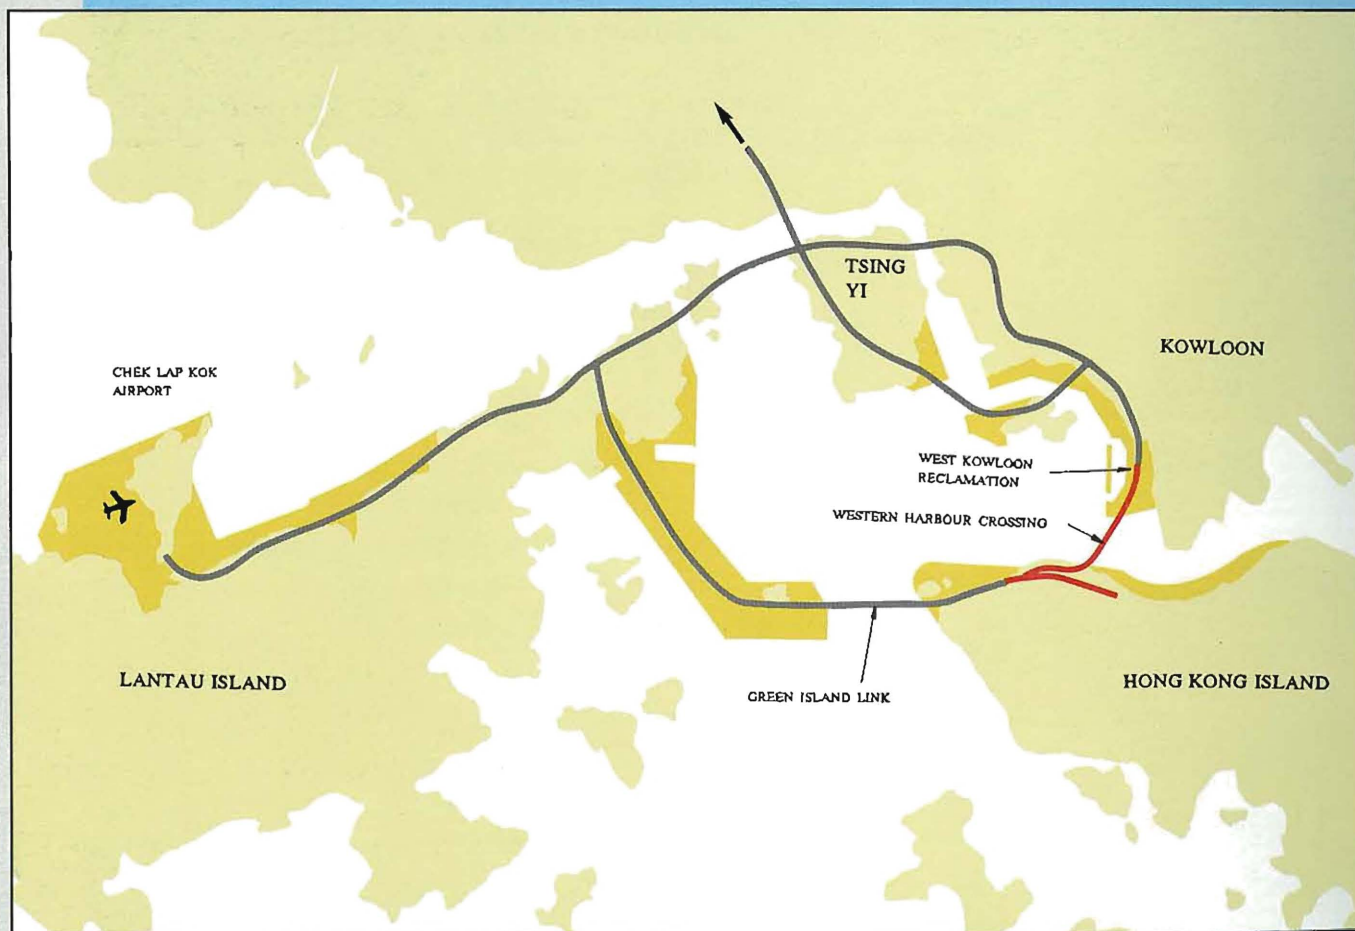 TSING
YI
KOWLOON
CHEK LAP KOK
AIRPORT
WEST KOWLOON
RECLAMATION
WESTERN HARBOUR CROSSING
LANTAU ISLAND
GREEN ISLAND LINK
HONG KONG ISLAND